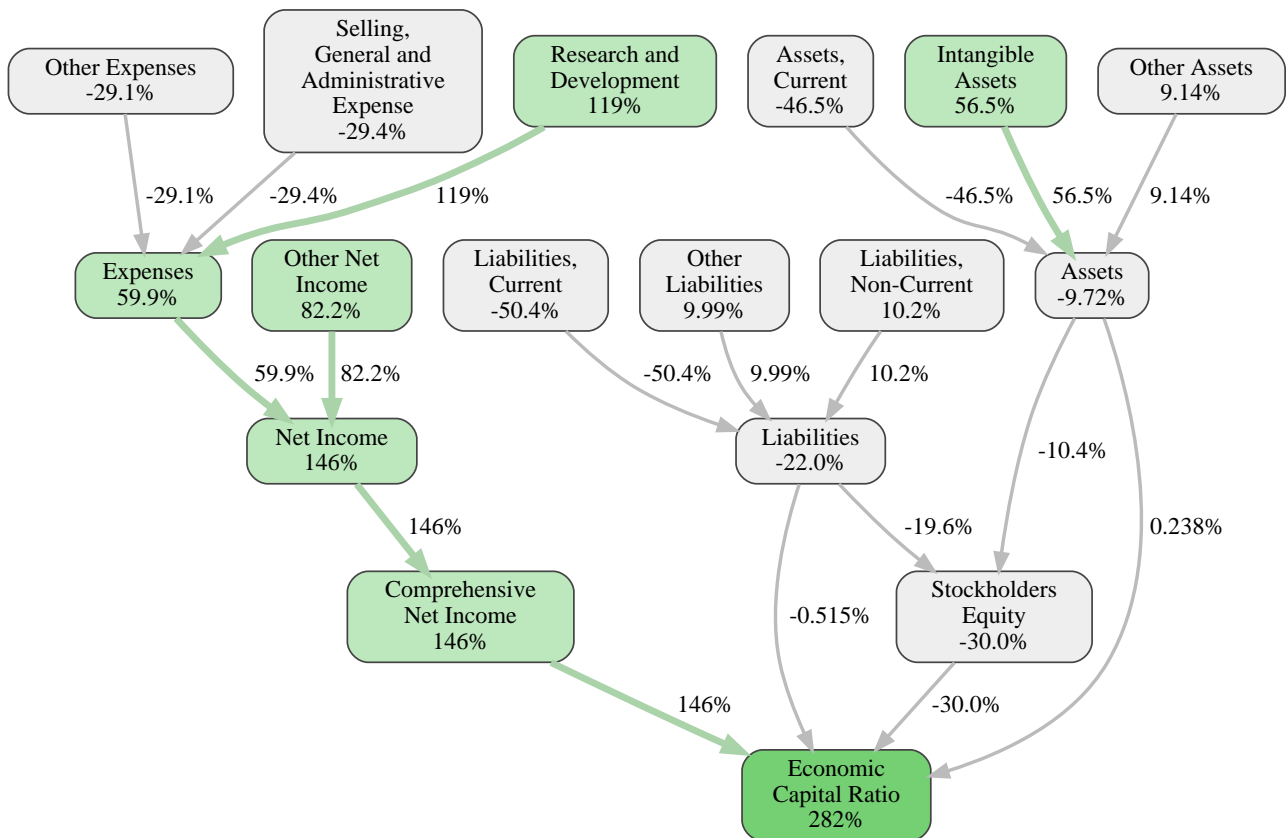 Other Expenses
-29.1%
Selling,
General and
Administrative
Expense
-29.4%
Research and
Development
119%
Assets,
Current
-46.5%
Intangible
Assets
56.5%
Other Assets
9.14%
-29.1%
-29.4%
119%
-46.5%
56.5%
9.14%
Expenses
59.9%
Other Net
Income
82.2%
Liabilities,
Current
-50.4%
Other
Liabilities
9.99%
Liabilities,
Non-Current
10.2%
Assets
-9.72%
59.9%
82.2%
-50.4%
9.99%
10.2%
Net Income
146%
Liabilities
-22.0%
-10.4%
146%
-19.6%
0.238%
Comprehensive
Net Income
146%
-0.515%
Stockholders
Equity
-30.0%
146%
-30.0%
Economic
Capital Ratio
282%